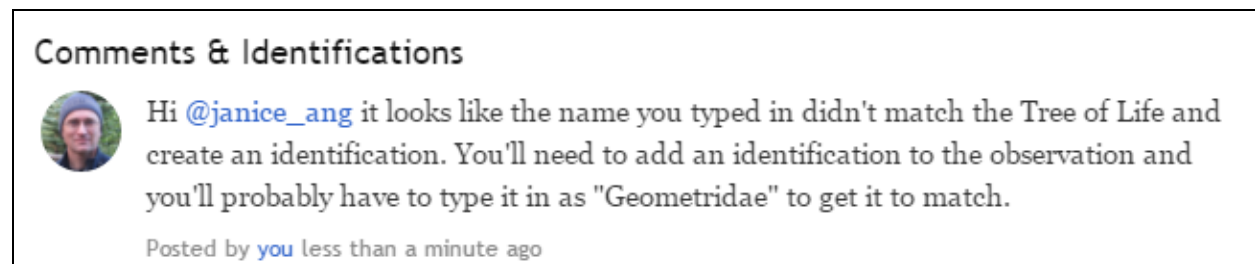 Comments & Identifications
Hi @janice_ang it looks like the name you typed in didn't match the Tree of Life and
create an identification. You'll need to add an identification to the observation and
you'll probably have to type it in as "Geometridae" to get it to match.
Posted by you less than a minute ago